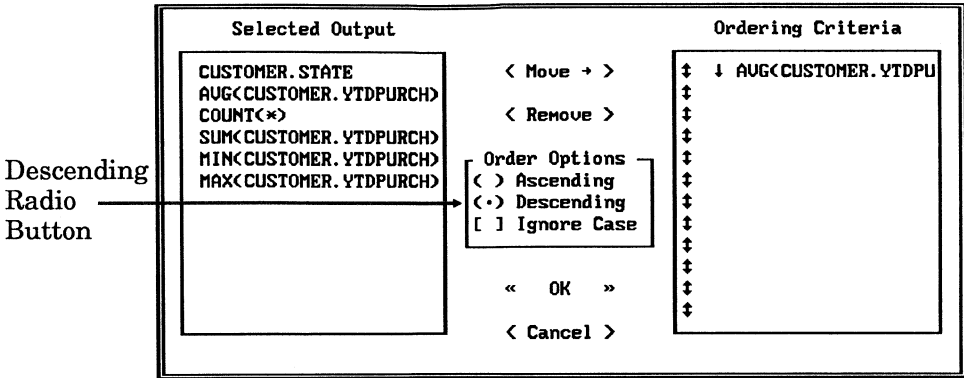 Selected Output
CUSTOMER.STATE
AVG(CUSTOMER.YTDPURCH)
COUNT(*)
SUM(CUSTOMER.YTDPURCH)
MIN(CUSTOMER.YTDPURCH)
MAX(CUSTOMER.YTDPURCH)
< Move → >
< Remove >
Order Options
( ) Ascending
(·) Descending
[ ] Ignore Case
« OK »
< Cancel >
Ordering Criteria
↕ ↓ AVG(CUSTOMER.YTDPU
↕
↕
↕
↕
↕
↕
↕
↕
↕
↕
↕
Descending
Radio
Button